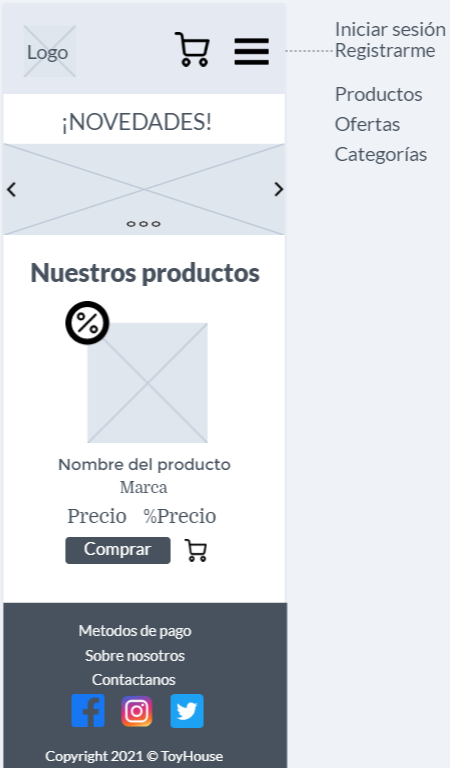 Logo
Iniciar sesión
Registrarme
Productos
Ofertas
Categorías
¡NOVEDADES!
Nuestros productos
%
Nombre del producto
Marca
Precio %Precio
Comprar
Metodos de pago
Sobre nosotros
Contactanos
Copyright 2021 © ToyHouse